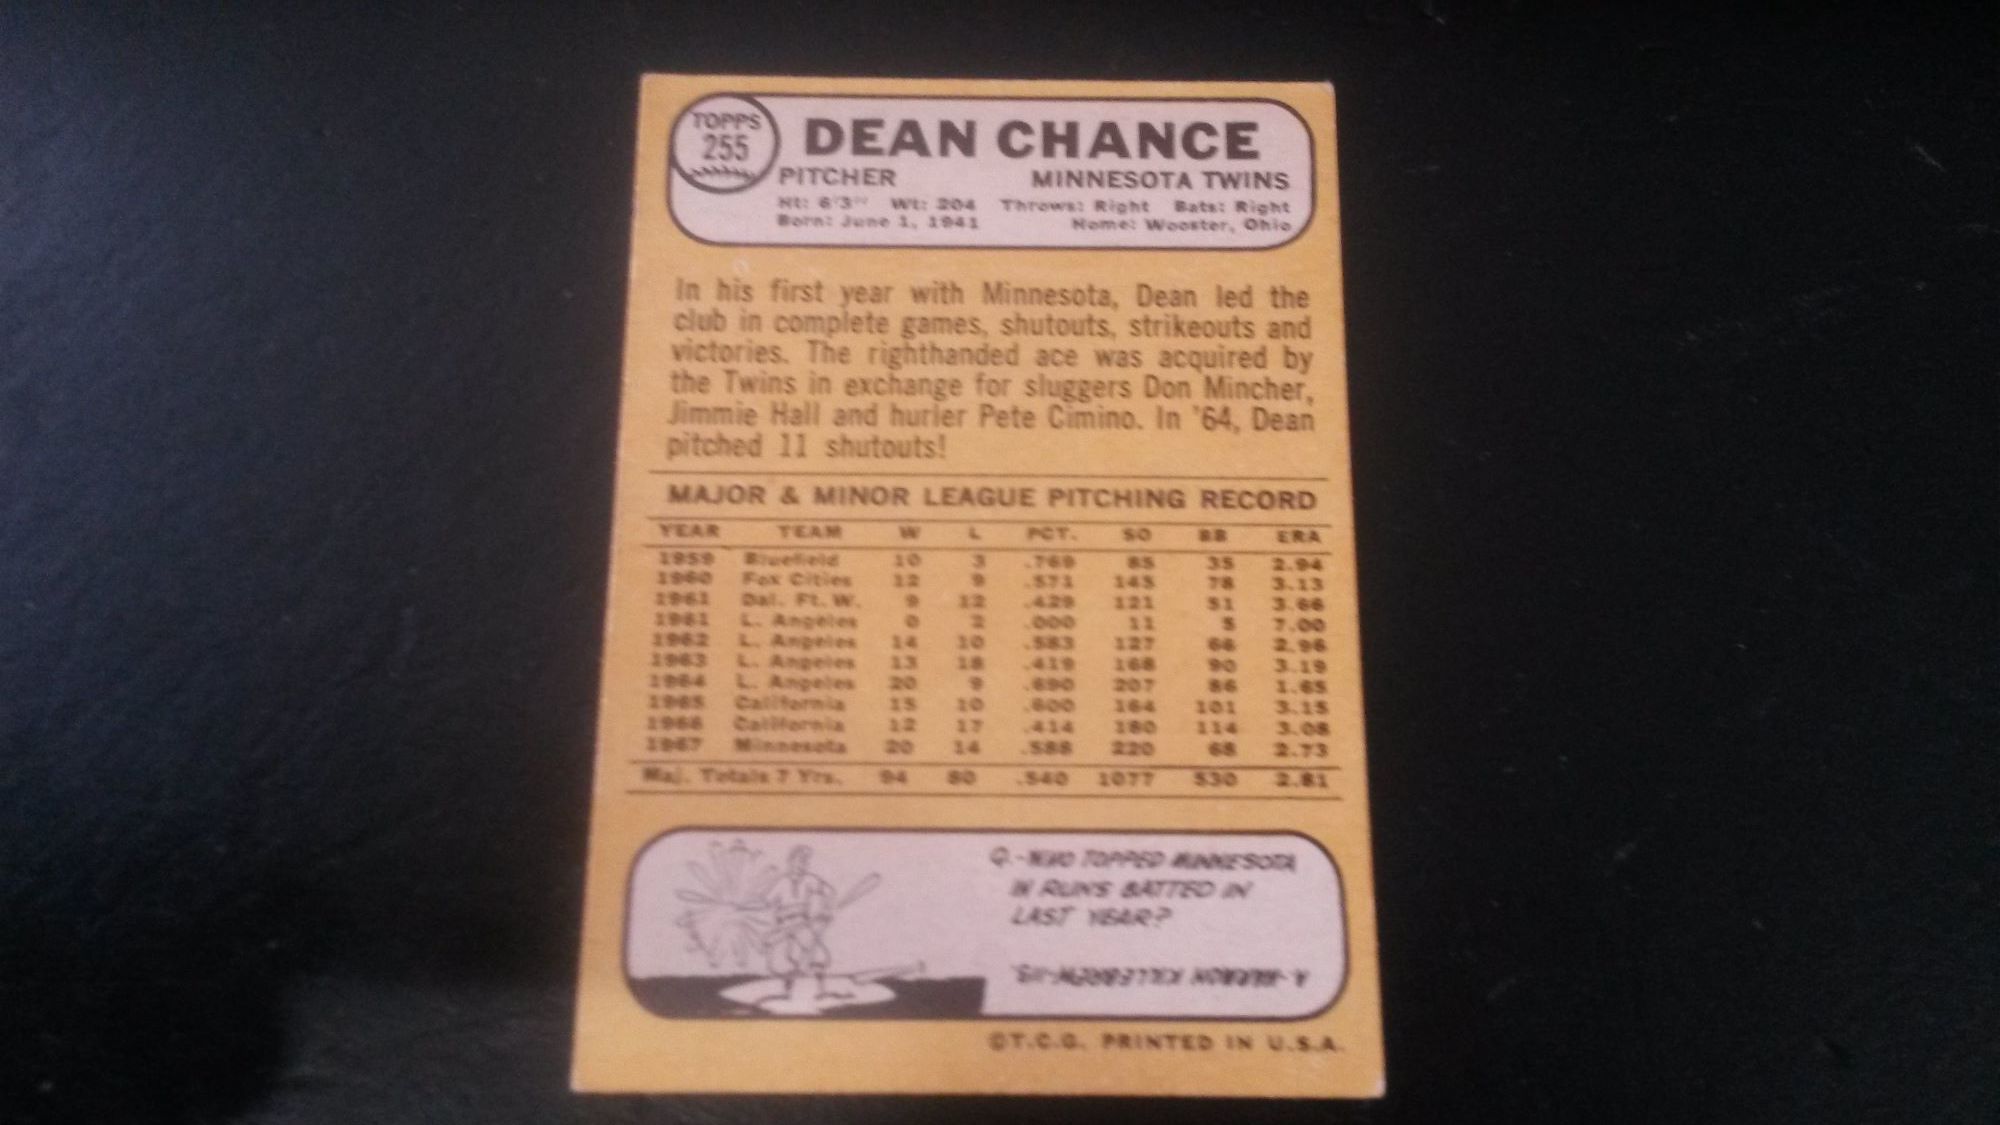 TOPPS
255
DEAN CHANCE
PITCHER MINNESOTA TWINS
Ht: 6'3" Wt: 204 Throws: Right Bats: Right
Born: June 1, 1941 Home: Wooster, Ohio
In his first year with Minnesota, Dean led the
club in complete games, shutouts, strikeouts and
victories. The righthanded ace was acquired by
the Twins in exchange for sluggers Don Mincher,
Jimmie Hall and hurler Pete Cimino. In '64, Dean
pitched 11 shutouts!
MAJOR & MINOR LEAGUE PITCHING RECORD
YEAR TEAM W L PCT. SO BB ERA
1959 Bluefield 10 3 .769 85 35 2.94
1960 Fox Cities 12 9 .571 145 78 3.13
1961 Dal. Ft. W. 9 12 .429 121 51 3.66
1961 L. Angeles 0 2 .000 11 5 7.00
1962 L. Angeles 14 10 .583 127 66 2.96
1963 L. Angeles 13 18 .419 168 90 3.19
1964 L. Angeles 20 9 .690 207 86 1.65
1965 California 15 10 .600 164 101 3.15
1966 California 12 17 .414 180 114 3.08
1967 Minnesota 20 14 .588 220 68 2.73
Maj. Totals 7 Yrs. 94 80 .540 1077 530 2.81
Q.-WHO TOPPED MINNESOTA
IN RUNS BATTED IN
LAST YEAR?
A.-HARMON KILLEBREW-113.
©T.C.G. PRINTED IN U.S.A.